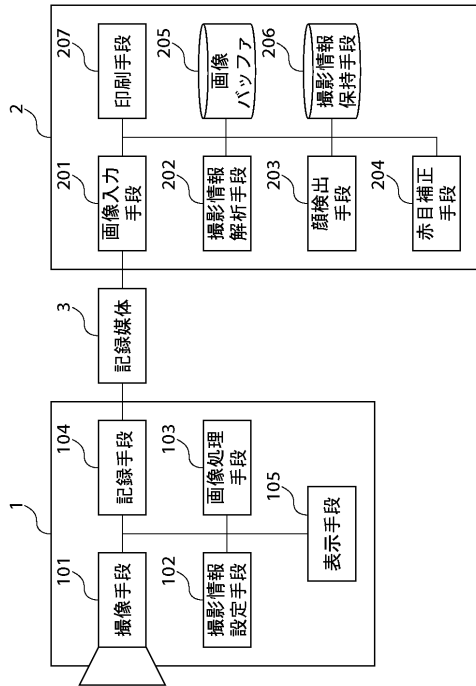 1
101
撮像手段
104
記録手段
102
撮影情報
設定手段
103
画像処理
手段
105
表示手段
3
記録媒体
2
201
画像入力
手段
207
印刷手段
202
撮影情報
解析手段
205
画像
バッファ
203
顔検出
手段
206
撮影情報
保持手段
204
赤目補正
手段